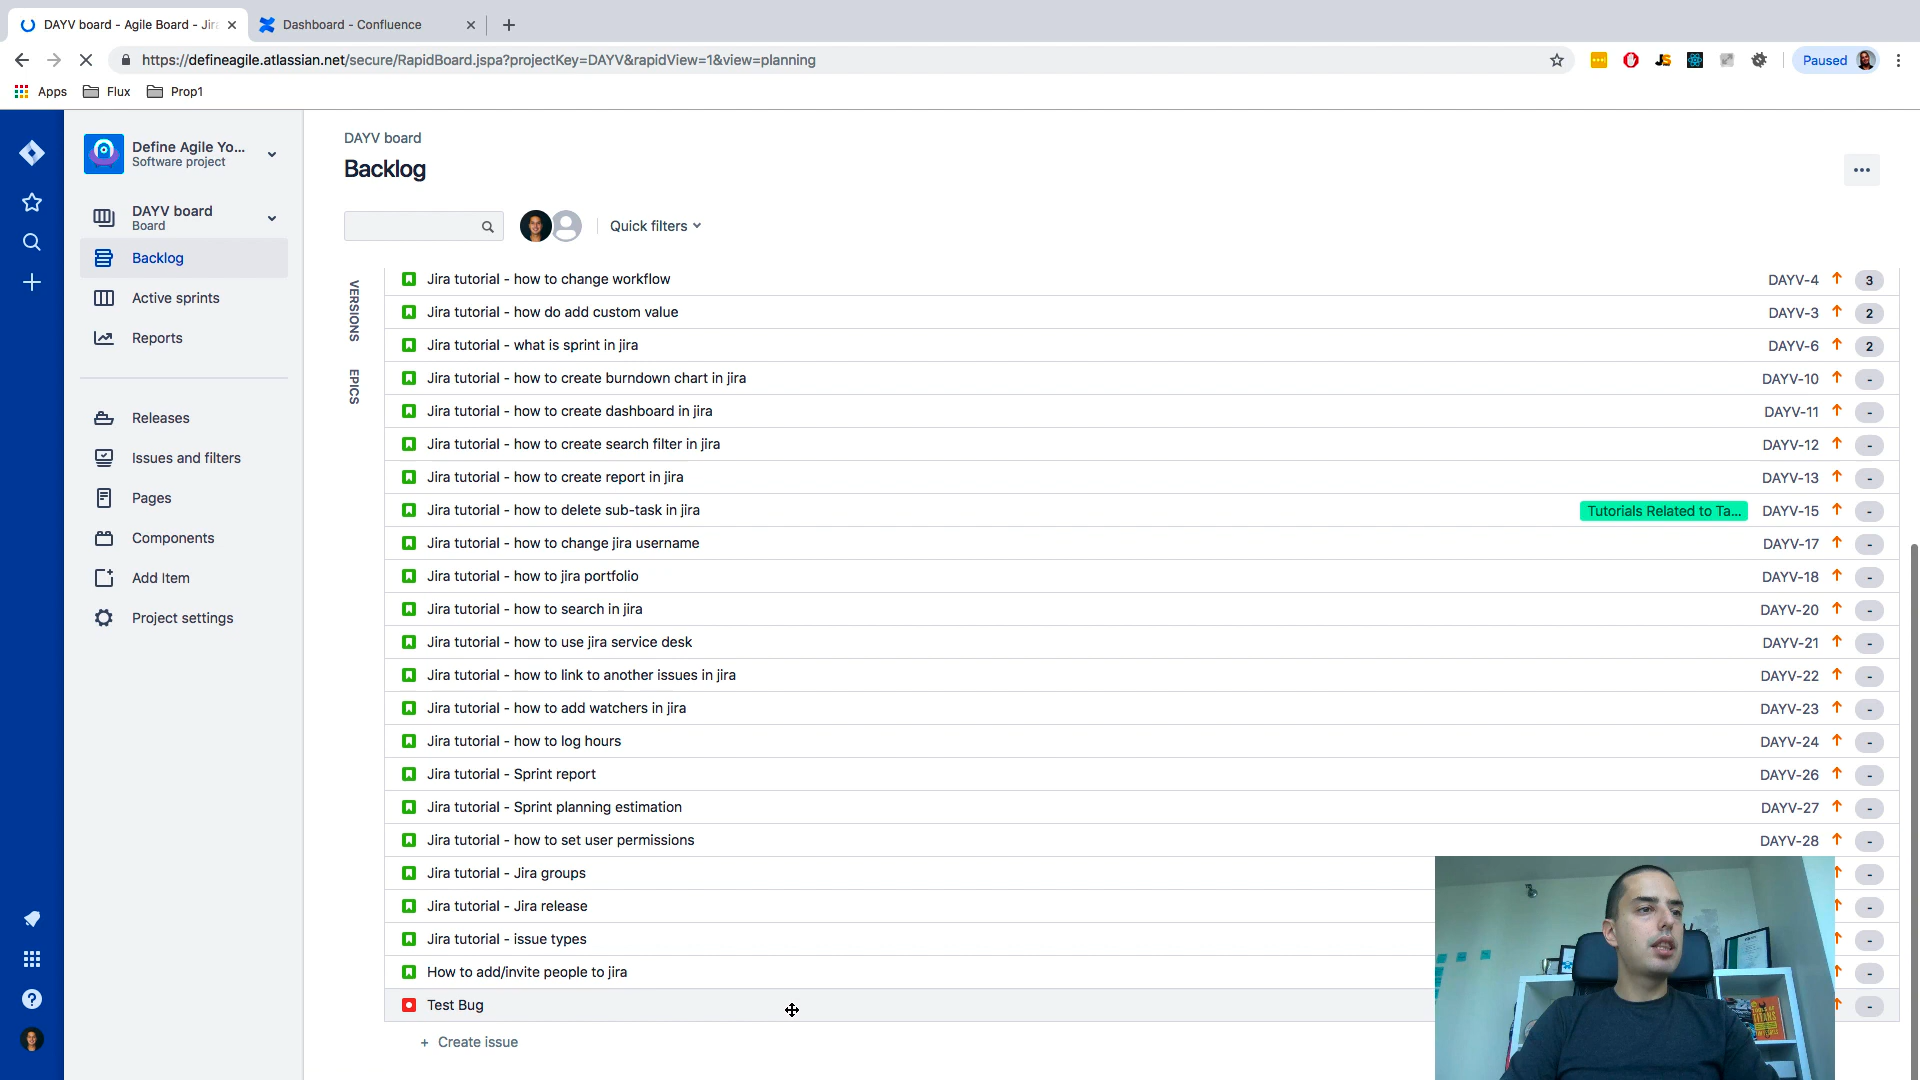 DAYV board - Agile Board - Jir
Dashboard - Confluence
https://defineagile.atlassian.net/secure/RapidBoard.jspa?projectKey=DAYV&rapidView=1&view=planning
Paused
Apps
Flux
Prop1
Define Agile Yo...
Software project
DAYV board
Board
Backlog
Active sprints
Reports
Releases
Issues and filters
Pages
Components
Add Item
Project settings
DAYV board
Backlog
Quick filters
VERSIONS
EPICS
Jira tutorial - how to change workflow DAYV-4 3
Jira tutorial - how do add custom value DAYV-3 2
Jira tutorial - what is sprint in jira DAYV-6 2
Jira tutorial - how to create burndown chart in jira DAYV-10 -
Jira tutorial - how to create dashboard in jira DAYV-11 -
Jira tutorial - how to create search filter in jira DAYV-12 -
Jira tutorial - how to create report in jira DAYV-13 -
Jira tutorial - how to delete sub-task in jira Tutorials Related to Ta... DAYV-15 -
Jira tutorial - how to change jira username DAYV-17 -
Jira tutorial - how to jira portfolio DAYV-18 -
Jira tutorial - how to search in jira DAYV-20 -
Jira tutorial - how to use jira service desk DAYV-21 -
Jira tutorial - how to link to another issues in jira DAYV-22 -
Jira tutorial - how to add watchers in jira DAYV-23 -
Jira tutorial - how to log hours DAYV-24 -
Jira tutorial - Sprint report DAYV-26 -
Jira tutorial - Sprint planning estimation DAYV-27 -
Jira tutorial - how to set user permissions DAYV-28 -
Jira tutorial - Jira groups -
Jira tutorial - Jira release -
Jira tutorial - issue types -
How to add/invite people to jira -
Test Bug -
+ Create issue